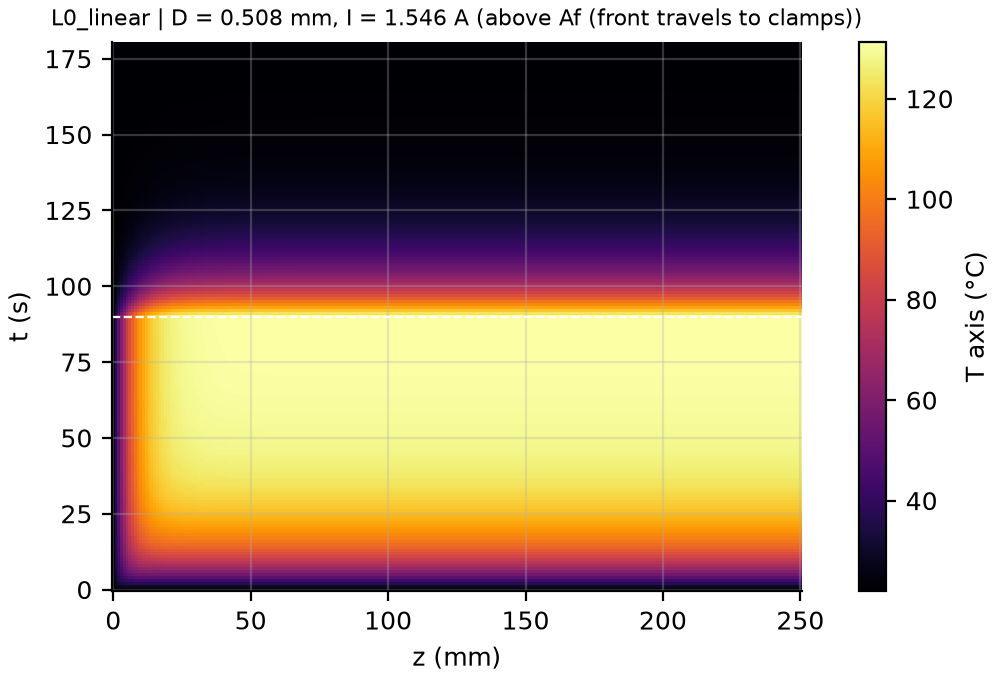 L0_linear | D = 0.508 mm, I = 1.546 A (above Af (front travels to clamps))
175
150
125
100
75
50
25
0
t (s)
0 50 100 150 200 250
z (mm)
120
100
80
60
40
T axis (°C)